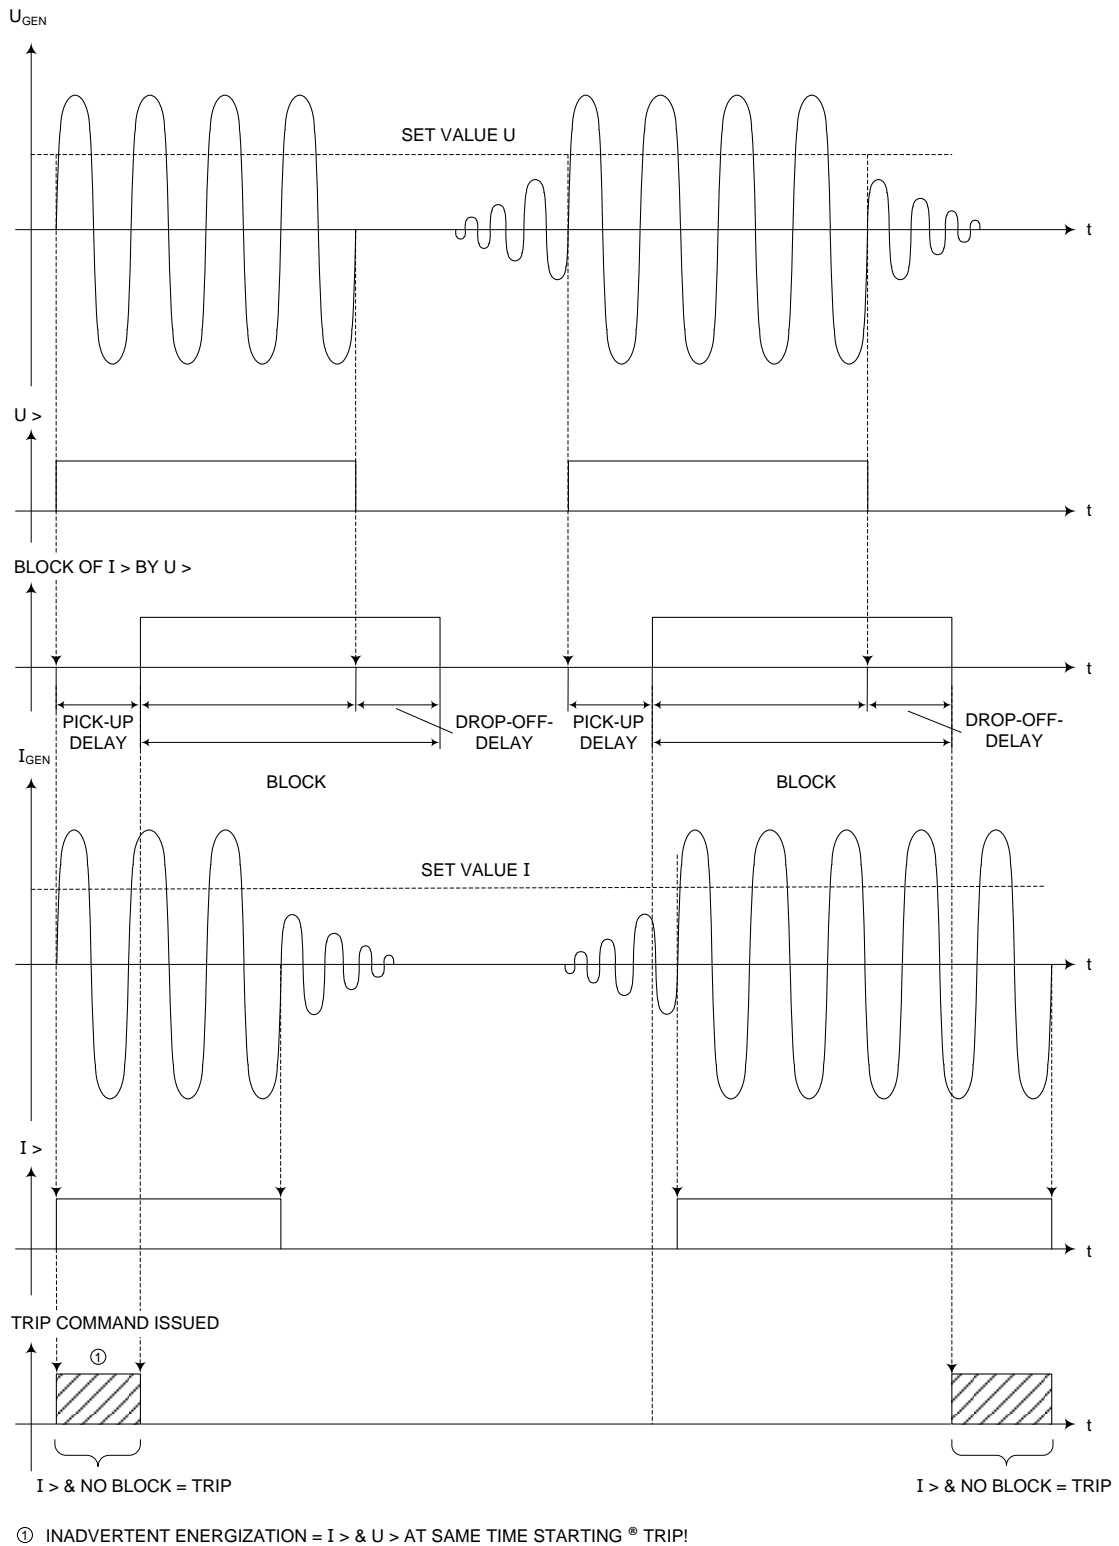 UGEN
SET VALUE U
t
U >
t
BLOCK OF I > BY U >
t
PICK-UP DELAY
DROP-OFF-DELAY
PICK-UP DELAY
DROP-OFF-DELAY
IGEN
BLOCK
BLOCK
SET VALUE I
t
I >
t
TRIP COMMAND ISSUED
①
t
I > & NO BLOCK = TRIP
I > & NO BLOCK = TRIP
① INADVERTENT ENERGIZATION = I > & U > AT SAME TIME STARTING ® TRIP!